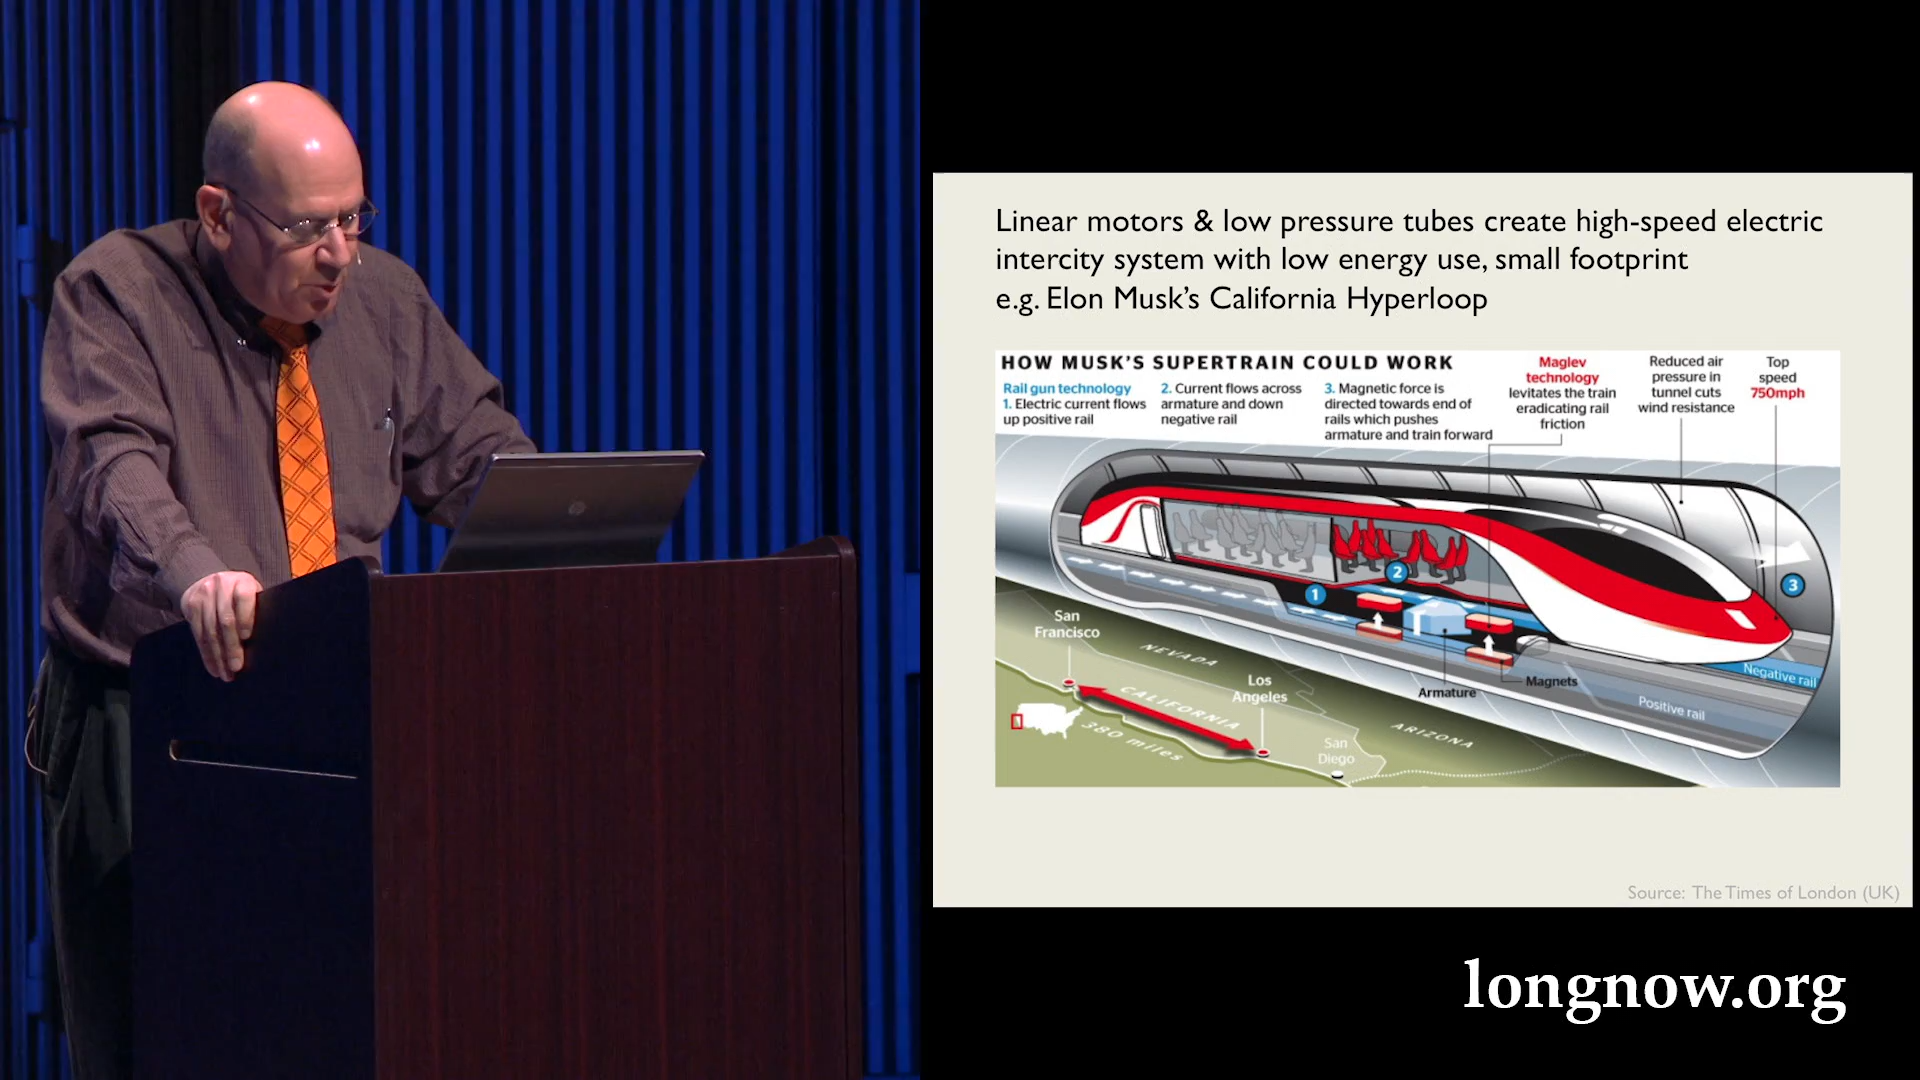 Linear motors & low pressure tubes create high-speed electric
intercity system with low energy use, small footprint
e.g. Elon Musk's California Hyperloop
HOW MUSK'S SUPERTRAIN COULD WORK
Rail gun technology
1. Electric current flows
up positive rail
2. Current flows across
armature and down
negative rail
3. Magnetic force is
directed towards end of
rails which pushes
armature and train forward
Maglev
technology
levitates the train
eradicating rail
friction
Reduced air
pressure in
tunnel cuts
wind resistance
Top
speed
750mph
1
2
3
San
Francisco
NEVADA
Los
Angeles
CALIFORNIA
380 miles
San
Diego
ARIZONA
Armature
Magnets
Negative rail
Positive rail
Source: The Times of London (UK)
longnow.org